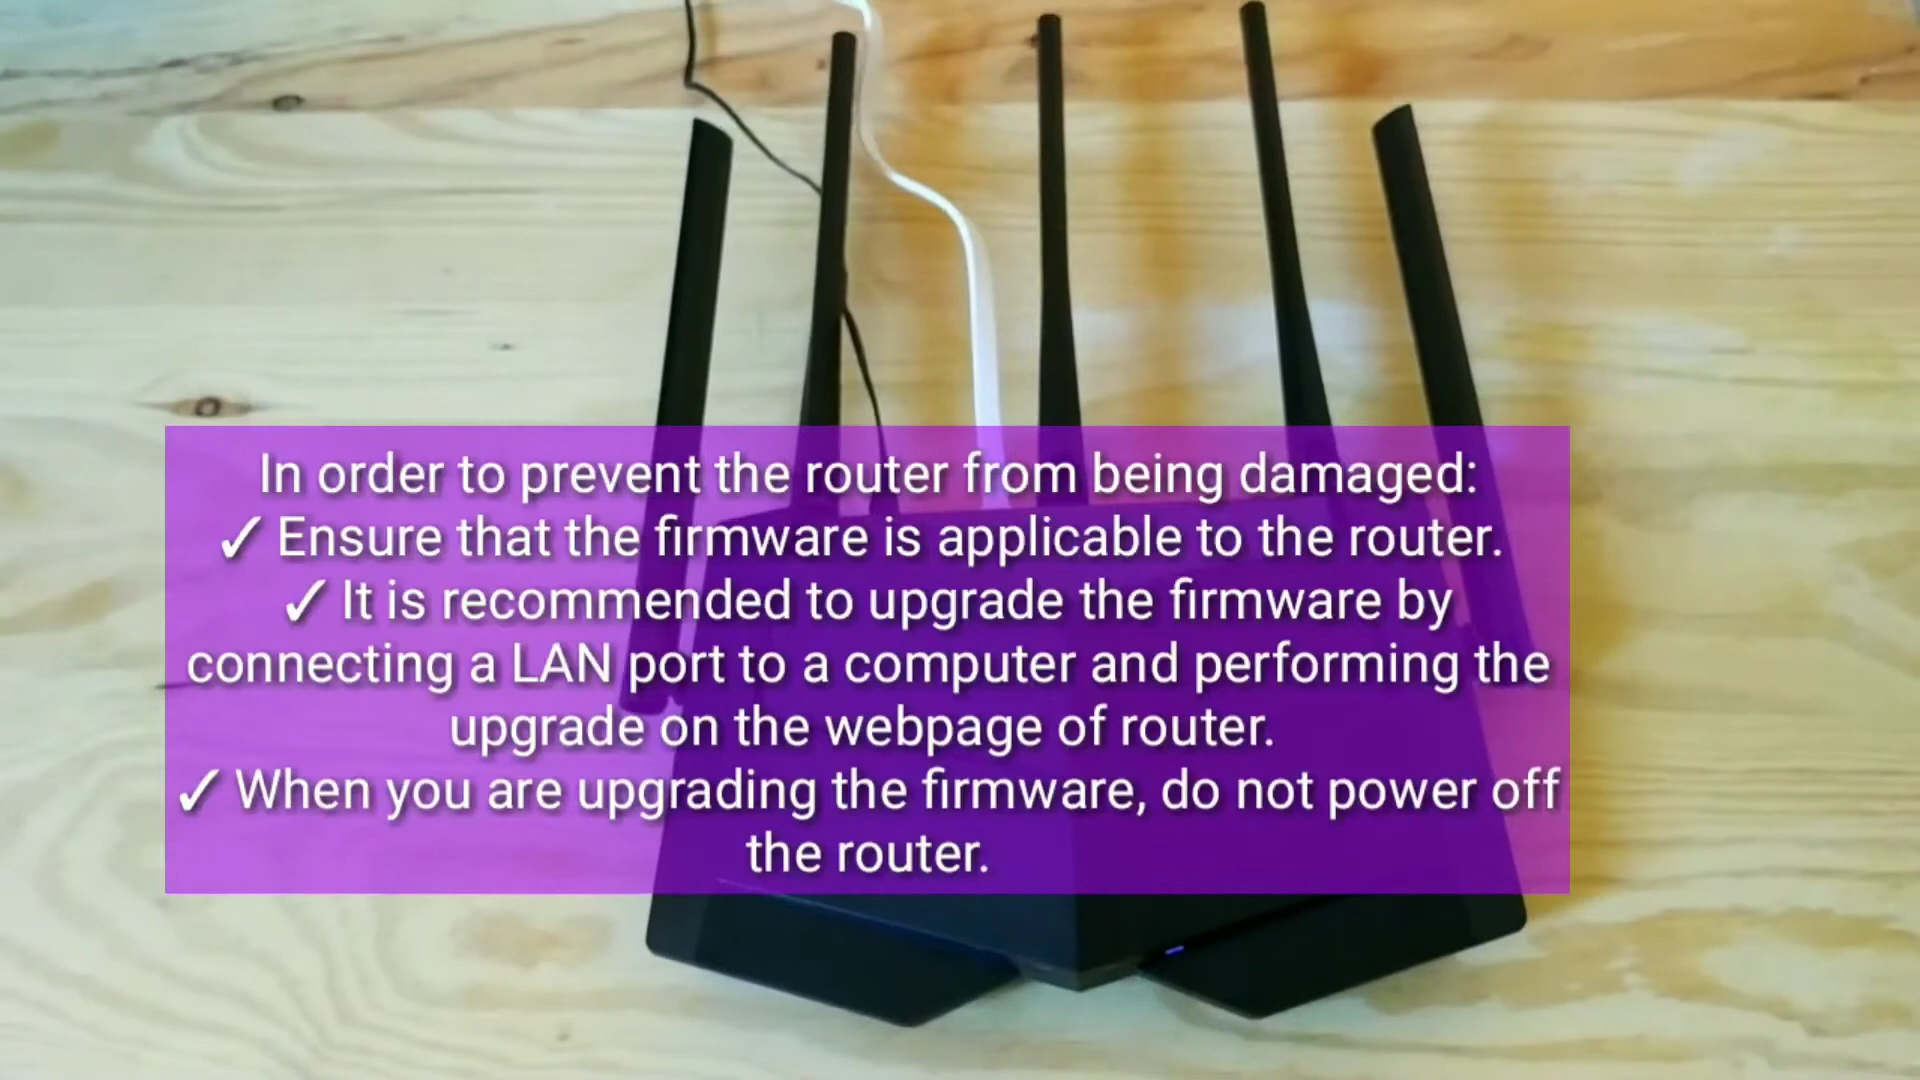 In order to prevent the router from being damaged:
✓ Ensure that the firmware is applicable to the router.
✓ It is recommended to upgrade the firmware by
connecting a LAN port to a computer and performing the
upgrade on the webpage of router.
✓ When you are upgrading the firmware, do not power off
the router.